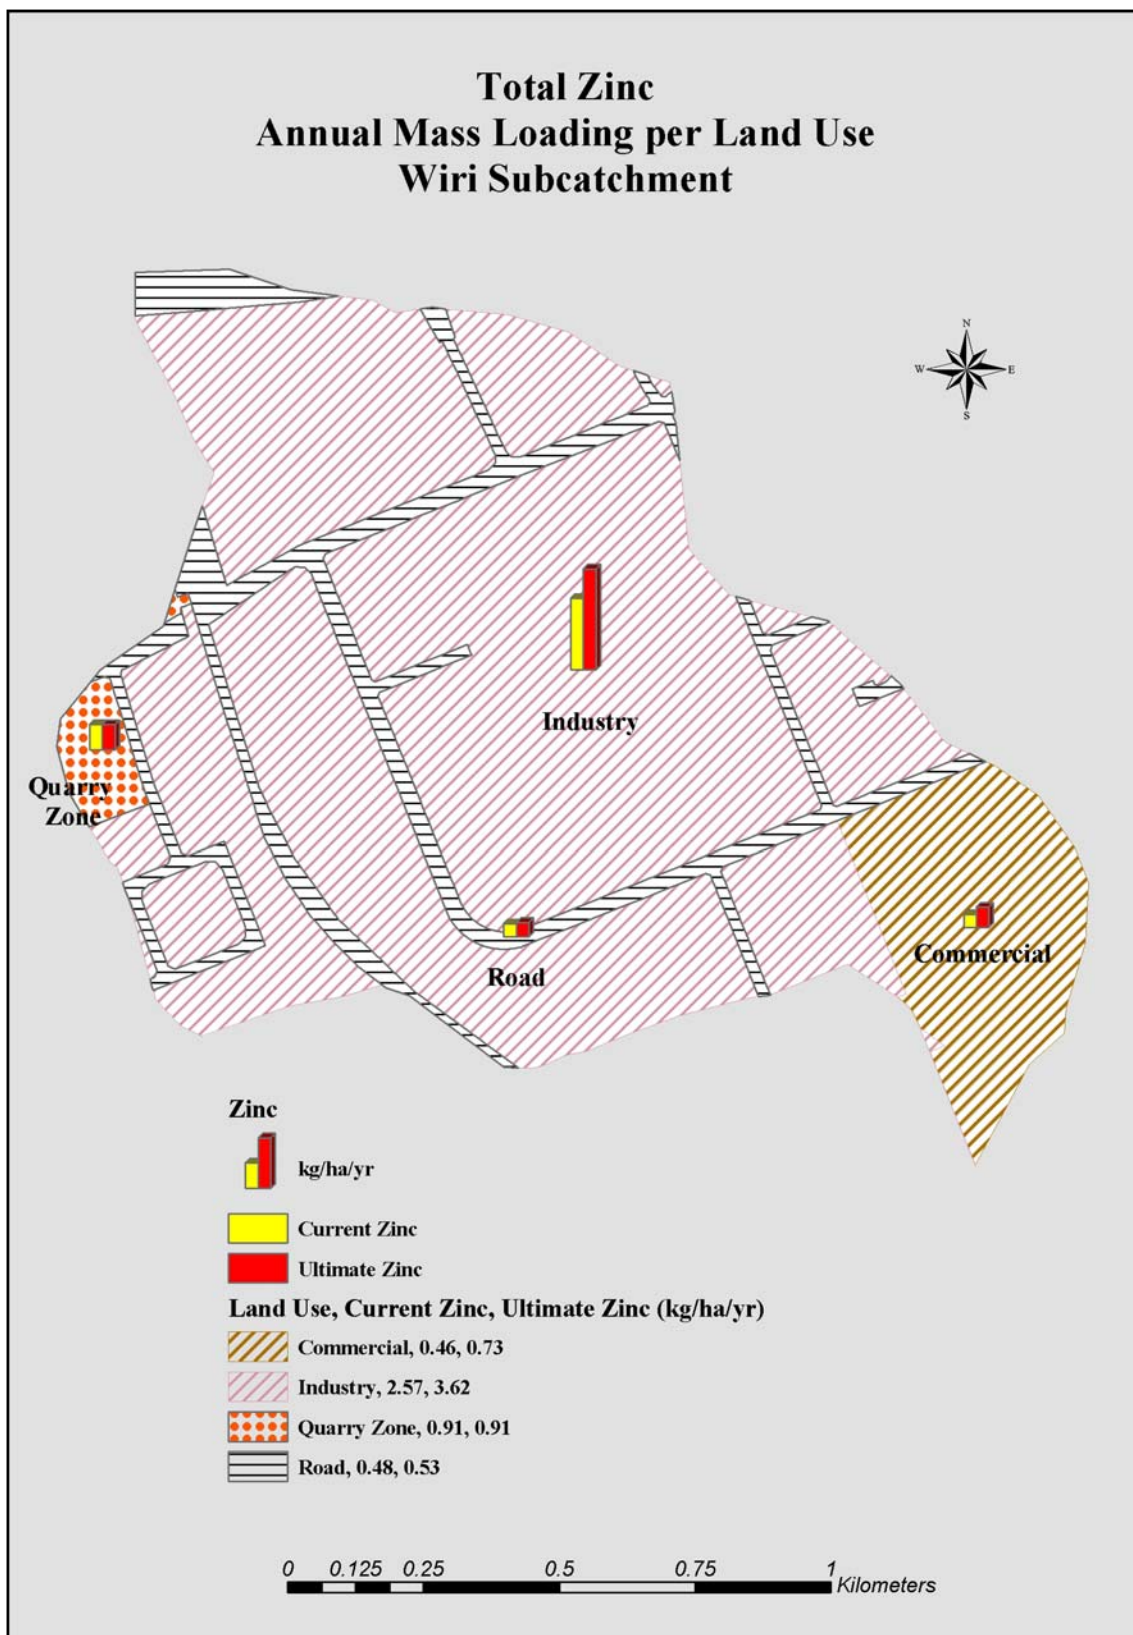 Total Zinc
Annual Mass Loading per Land Use
Wiri Subcatchment
N
W
E
S
Industry
Quarry
Zone
Road
Commercial
Zinc
kg/ha/yr
Current Zinc
Ultimate Zinc
Land Use, Current Zinc, Ultimate Zinc (kg/ha/yr)
Commercial, 0.46, 0.73
Industry, 2.57, 3.62
Quarry Zone, 0.91, 0.91
Road, 0.48, 0.53
0 0.125 0.25 0.5 0.75 1
Kilometers